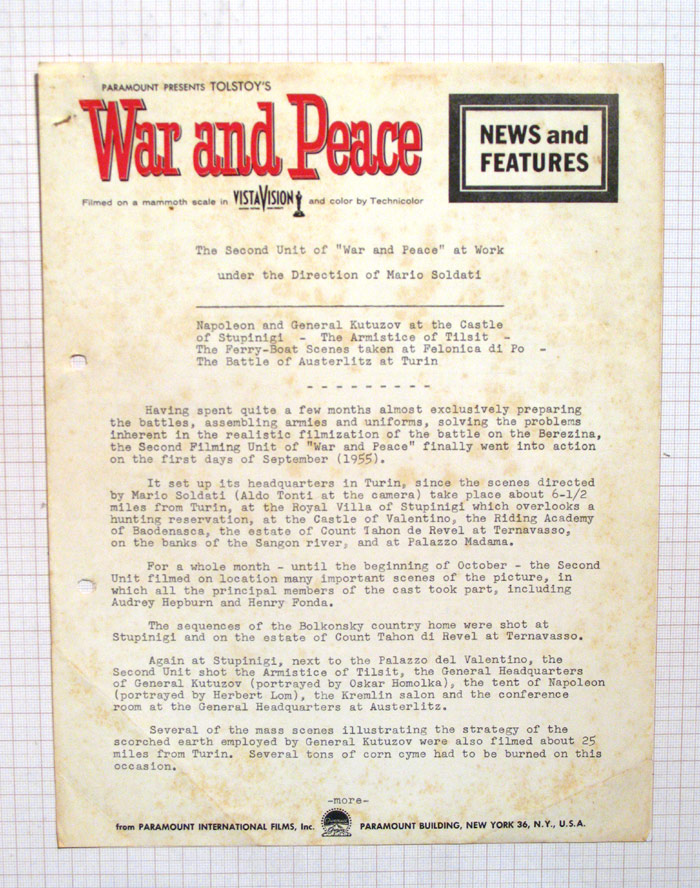 PARAMOUNT PRESENTS TOLSTOY'S
War and Peace
NEWS and
FEATURES
Filmed on a mammoth scale in VISTAVISION and color by Technicolor
The Second Unit of "War and Peace" at Work
under the Direction of Mario Soldati
Napoleon and General Kutuzov at the Castle
of Stupinigi - The Armistice of Tilsit -
The Ferry-Boat Scenes taken at Felonica di Po -
The Battle of Austerlitz at Turin
- - - - - - - - -
Having spent quite a few months almost exclusively preparing
the battles, assembling armies and uniforms, solving the problems
inherent in the realistic filmization of the battle on the Berezina,
the Second Filming Unit of "War and Peace" finally went into action
on the first days of September (1955).
It set up its headquarters in Turin, since the scenes directed
by Mario Soldati (Aldo Tonti at the camera) take place about 6-1/2
miles from Turin, at the Royal Villa of Stupinigi which overlooks a
hunting reservation, at the Castle of Valentino, the Riding Academy
of Baodenasca, the estate of Count Tahon de Revel at Ternavasso,
on the banks of the Sangon river, and at Palazzo Madama.
For a whole month - until the beginning of October - the Second
Unit filmed on location many important scenes of the picture, in
which all the principal members of the cast took part, including
Audrey Hepburn and Henry Fonda.
The sequences of the Bolkonsky country home were shot at
Stupinigi and on the estate of Count Tahon di Revel at Ternavasso.
Again at Stupinigi, next to the Palazzo del Valentino, the
Second Unit shot the Armistice of Tilsit, the General Headquarters
of General Kutuzov (portrayed by Oskar Homolka), the tent of Napoleon
(portrayed by Herbert Lom), the Kremlin salon and the conference
room at the General Headquarters at Austerlitz.
Several of the mass scenes illustrating the strategy of the
scorched earth employed by General Kutuzov were also filmed about 25
miles from Turin. Several tons of corn cyme had to be burned on this
occasion.
-more-
from PARAMOUNT INTERNATIONAL FILMS, Inc. PARAMOUNT BUILDING, NEW YORK 36, N.Y., U.S.A.